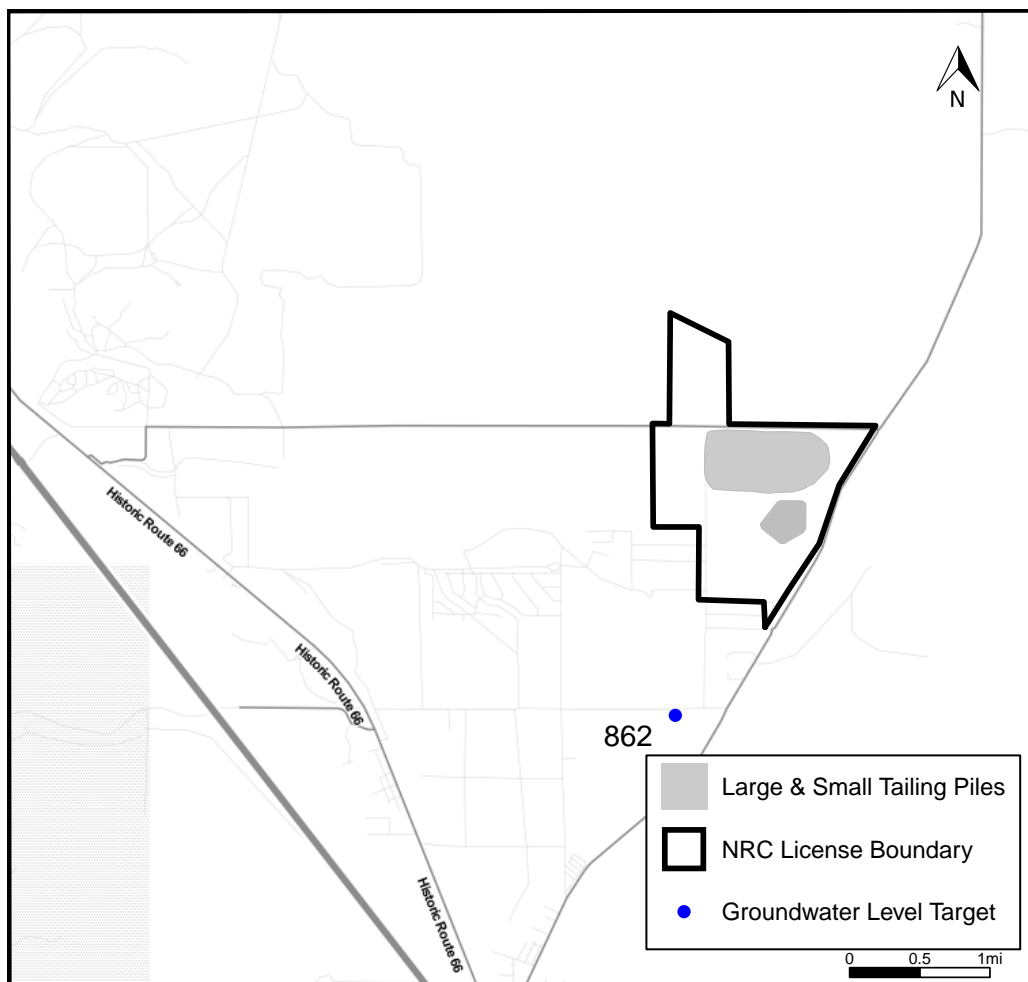 N
Historic Route 66
Historic Route 66
862
Large & Small Tailing Piles
NRC License Boundary
Historic Route 66
Groundwater Level Target
0 0.5 1mi